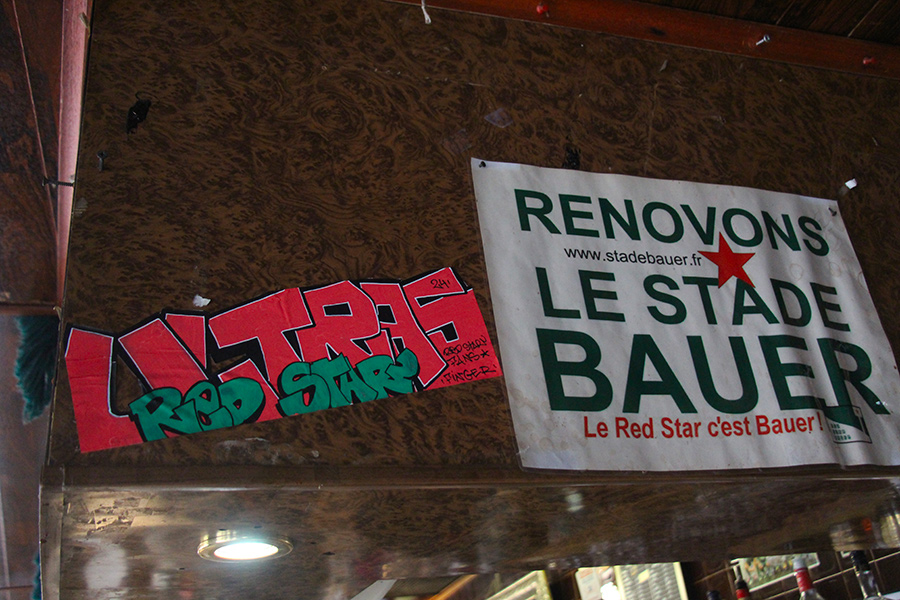 ULTRAS
RED STAR
RENOVONS
www.stadebauer.fr
LE STADE
BAUER
Le Red Star c'est Bauer !